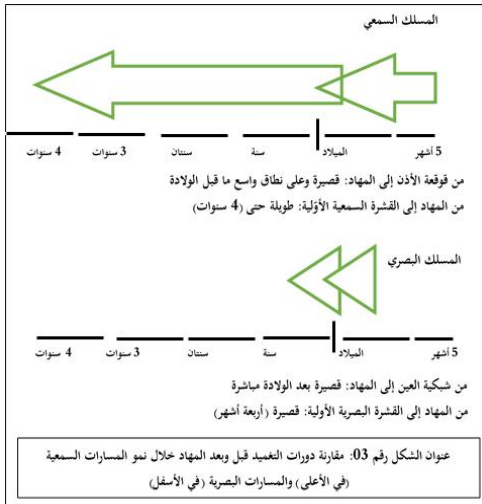 المسلك السمعي
5 أشهر الميلاد سنة سنتان 3 سنوات 4 سنوات
من قوقعة الأذن إلى المهاد: قصيرة وعلى نطاق واسع ما قبل الولادة
من المهاد إلى القشرة السمعية الأوّلية: طويلة حتى (4 سنوات)
المسلك البصري
5 أشهر الميلاد سنة سنتان 3 سنوات 4 سنوات
من شبكية العين إلى المهاد: قصيرة بعد الولادة مباشرة
من المهاد إلى القشرة البصرية الأولية: قصيرة (أربعة أشهر)
عنوان الشكل رقم 03: مقارنة دورات التغميد قبل وبعد المهاد خلال نمو المسارات السمعية
(في الأعلى) والمسارات البصرية (في الأسفل)